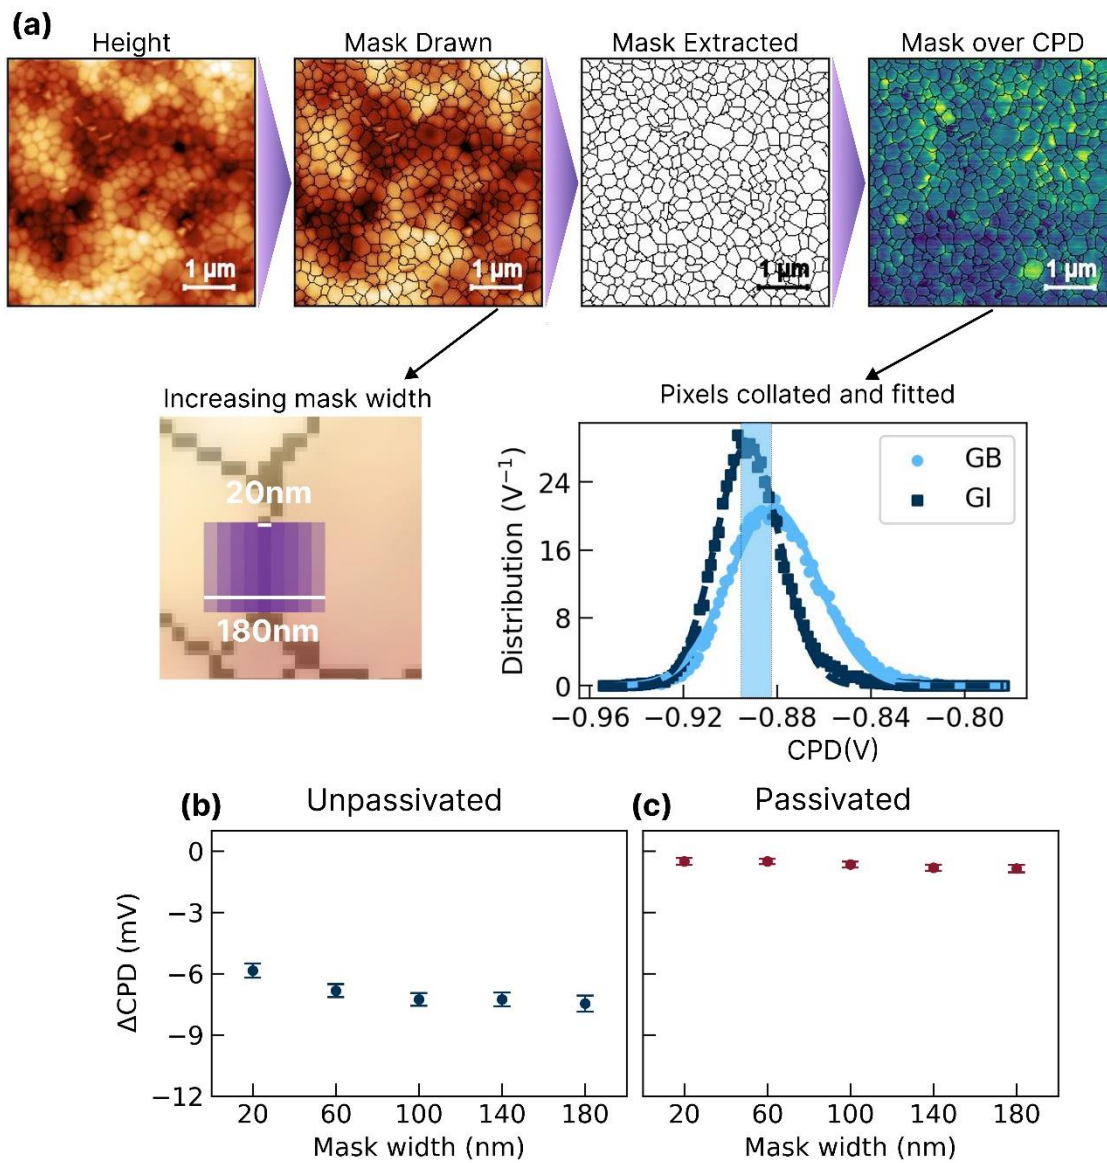 (a)
Height
Mask Drawn
Mask Extracted
Mask over CPD
1 µm
1 µm
1 µm
1 µm
Increasing mask width
20nm
180nm
Pixels collated and fitted
Distribution (V⁻¹)
24
16
8
0
GB
GI
−0.96
−0.92
−0.88
−0.84
−0.80
CPD(V)
(b)
Unpassivated
ΔCPD (mV)
0
−3
−6
−9
−12
20
60
100
140
180
Mask width (nm)
(c)
Passivated
20
60
100
140
180
Mask width (nm)